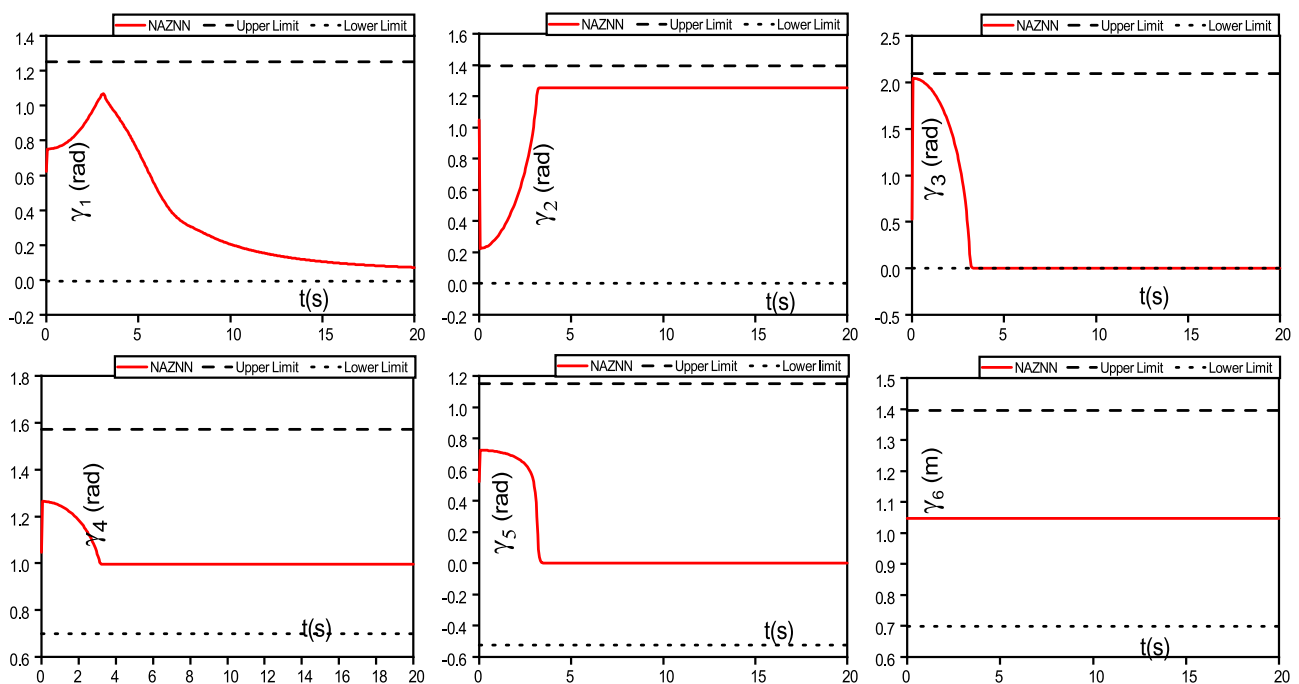 NAZNN Upper Limit Lower Limit
1.4
1.2
1.0
0.8
0.6
0.4
0.2
0.0
-0.2
γ1 (rad)
t(s)
0 5 10 15 20
NAZNN Upper Limit Lower Limit
1.6
1.4
1.2
1.0
0.8
0.6
0.4
0.2
0.0
-0.2
γ2 (rad)
t(s)
0 5 10 15 20
NAZNN Upper Limit Lower Limit
2.5
2.0
1.5
1.0
0.5
0.0
-0.5
γ3 (rad)
t(s)
0 5 10 15 20
NAZNN Upper Limit Lower Limit
1.8
1.6
1.4
1.2
1.0
0.8
0.6
γ4 (rad)
t(s)
0 2 4 6 8 10 12 14 16 18 20
NAZNN Upper Limit Lower Limit
1.2
1.0
0.8
0.6
0.4
0.2
0.0
-0.2
-0.4
-0.6
γ5 (rad)
t(s)
0 5 10 15 20
NAZNN Upper Limit Lower Limit
1.5
1.4
1.3
1.2
1.1
1.0
0.9
0.8
0.7
0.6
γ6 (m)
t(s)
0 5 10 15 20